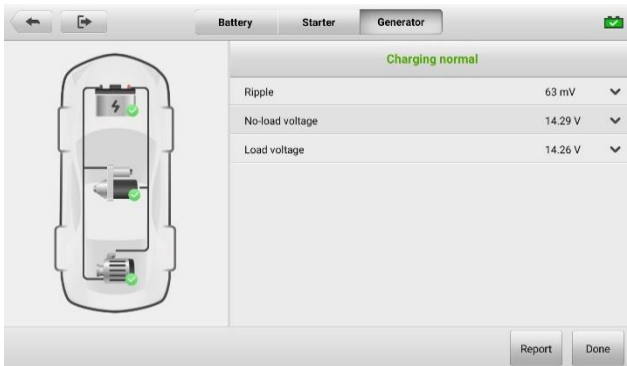 Battery Starter Generator
Charging normal
Ripple 63 mV
No-load voltage 14.29 V
Load voltage 14.26 V
Report Done